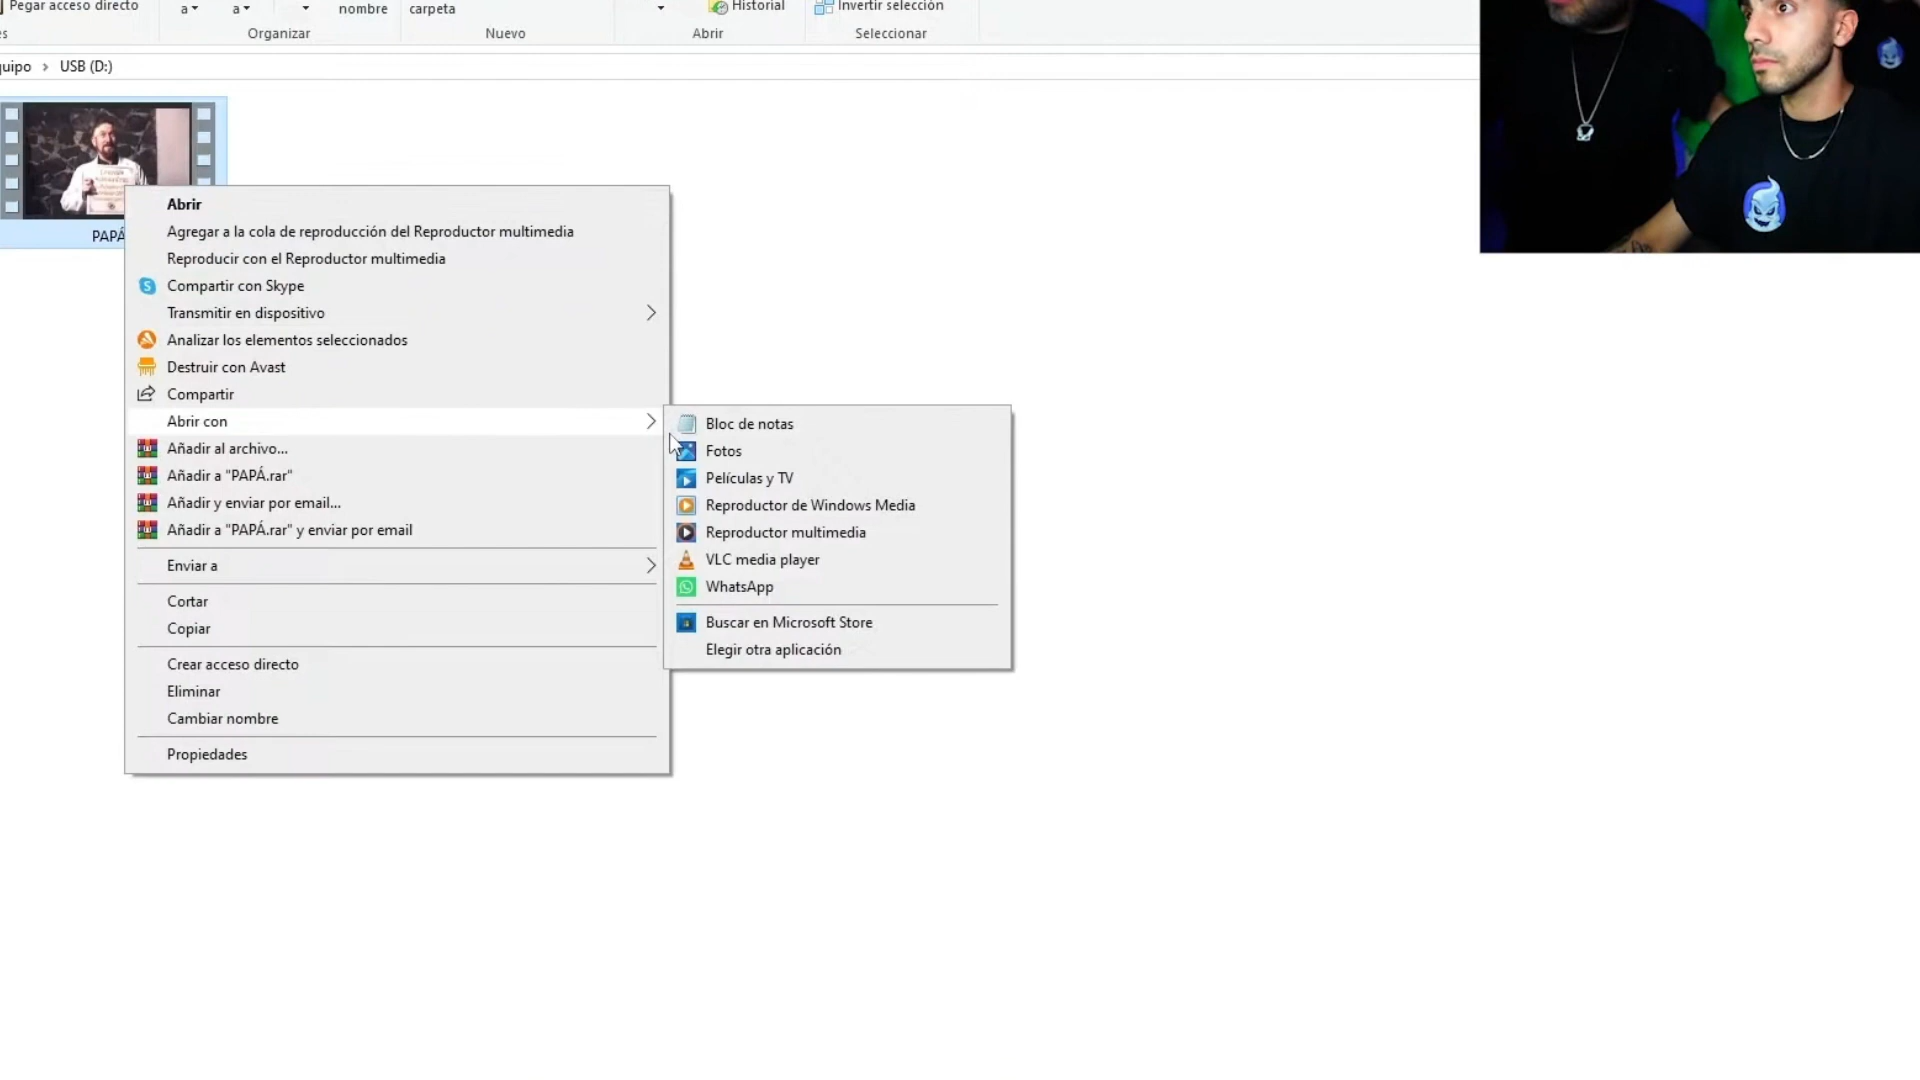 Pegar acceso directo
nombre
carpeta
Historial
Invertir selección
Organizar
Nuevo
Abrir
Seleccionar
quipo > USB (D:)
PAPÁ
Abrir
Agregar a la cola de reproducción del Reproductor multimedia
Reproducir con el Reproductor multimedia
Compartir con Skype
Transmitir en dispositivo
Analizar los elementos seleccionados
Destruir con Avast
Compartir
Abrir con
Añadir al archivo...
Añadir a "PAPÁ.rar"
Añadir y enviar por email...
Añadir a "PAPÁ.rar" y enviar por email
Enviar a
Cortar
Copiar
Crear acceso directo
Eliminar
Cambiar nombre
Propiedades
Bloc de notas
Fotos
Películas y TV
Reproductor de Windows Media
Reproductor multimedia
VLC media player
WhatsApp
Buscar en Microsoft Store
Elegir otra aplicación